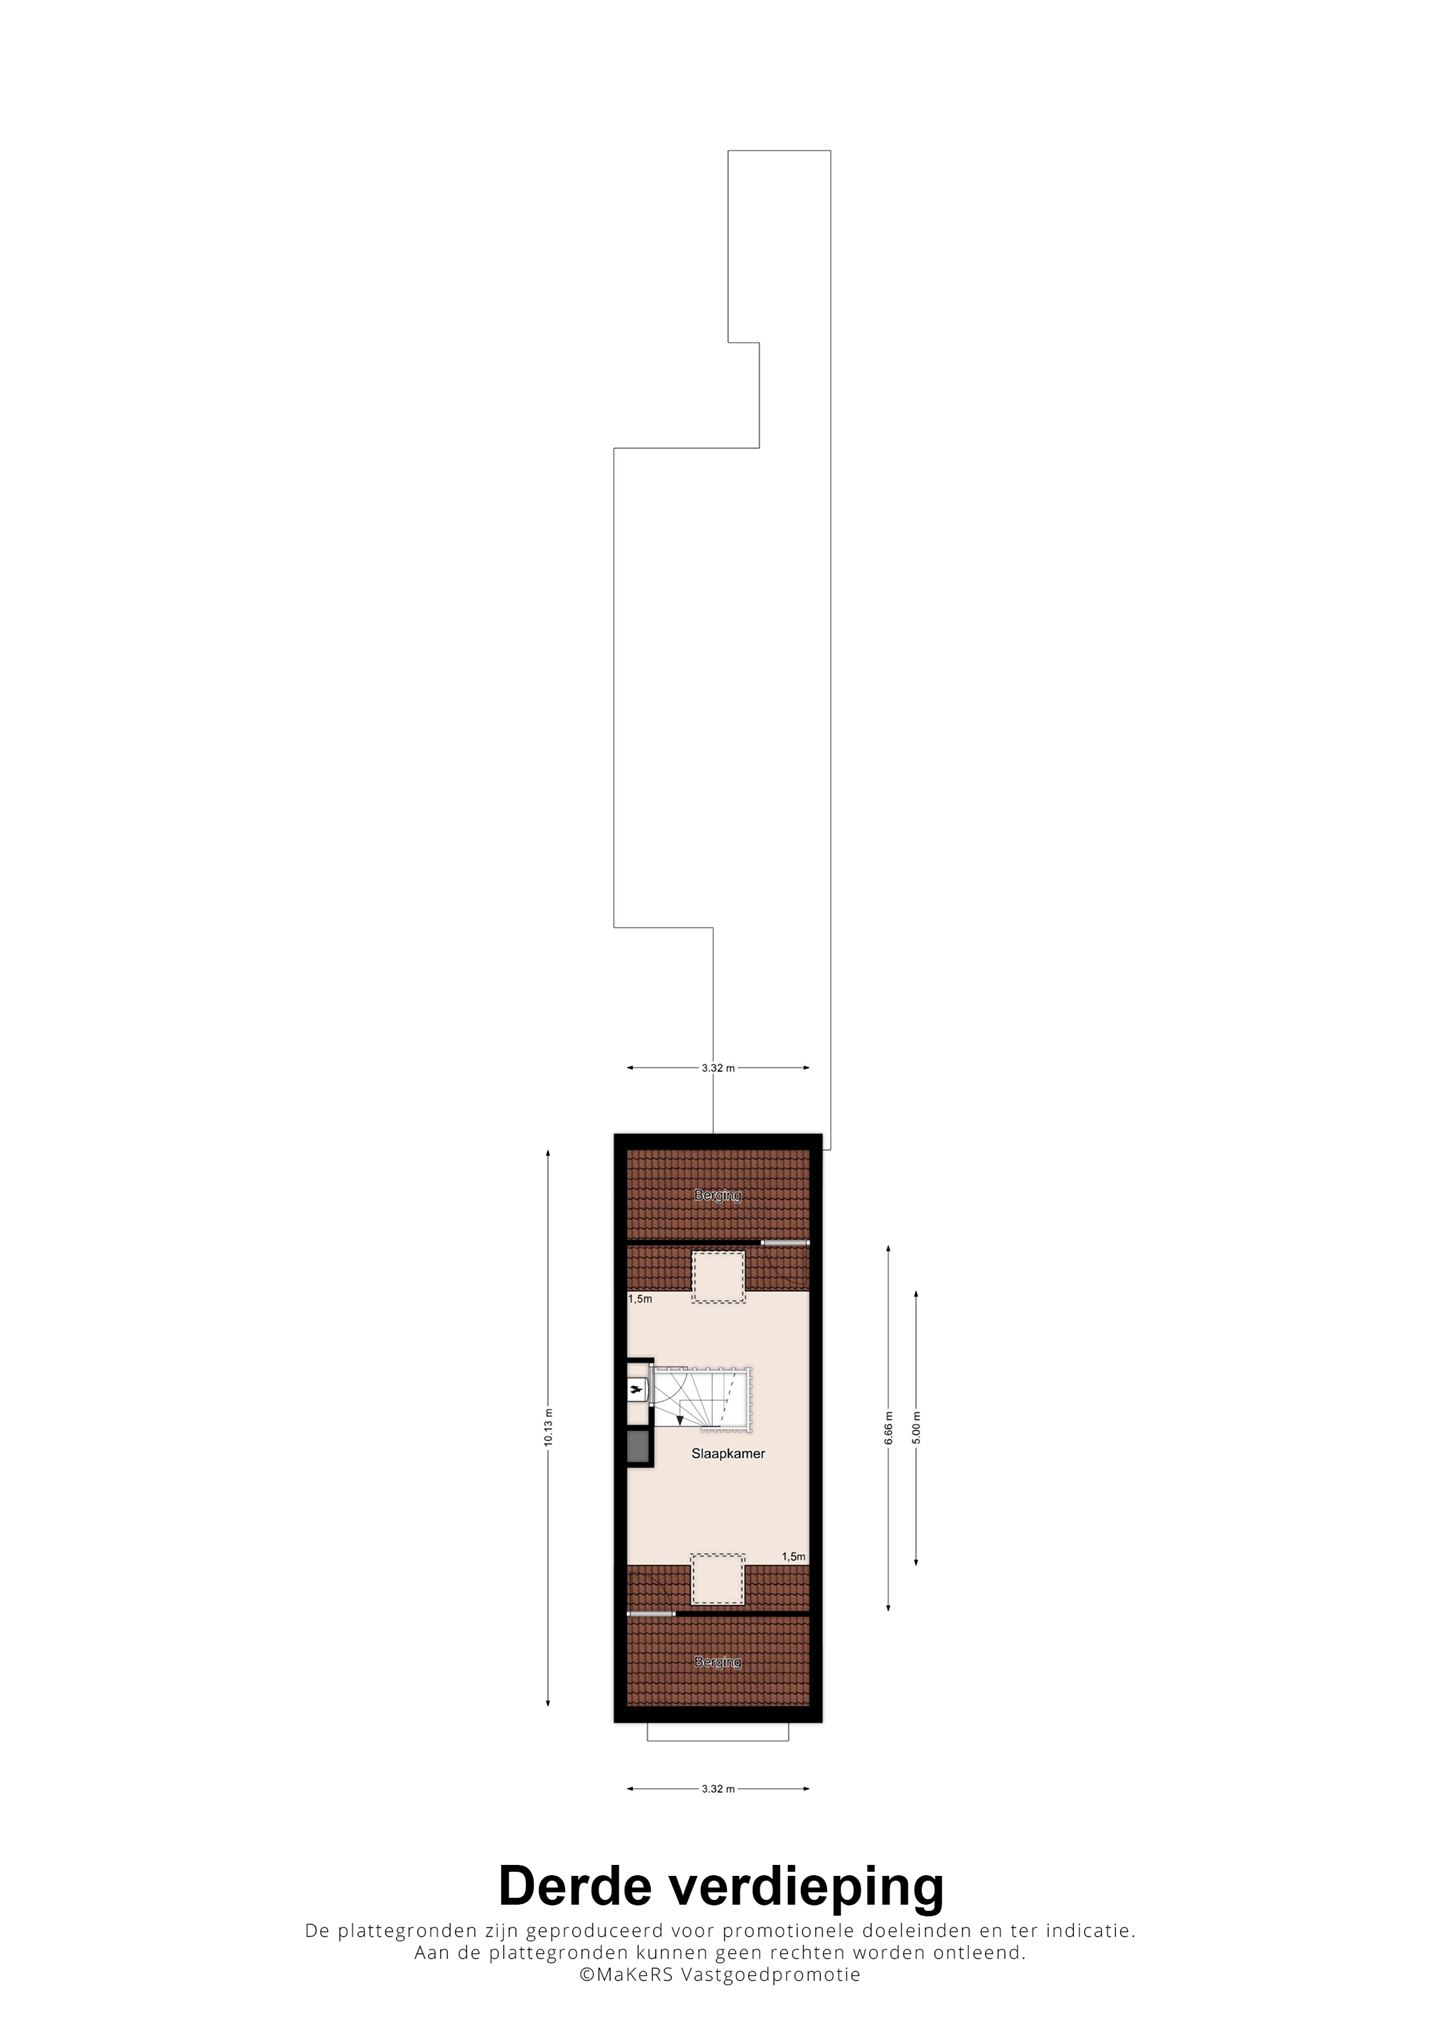 3.32 m
Berging
1,5m
10.13 m
6.66 m
5.00 m
Slaapkamer
1,5m
Berging
3.32 m
Derde verdieping
De plattegronden zijn geproduceerd voor promotionele doeleinden en ter indicatie.
Aan de plattegronden kunnen geen rechten worden ontleend.
©MaKeRS Vastgoedpromotie